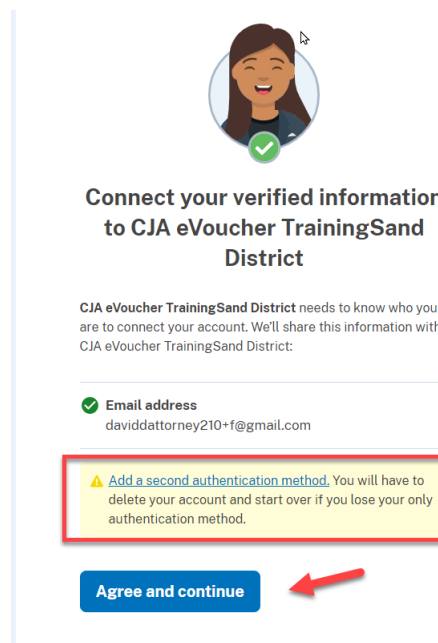 Connect your verified information
to CJA eVoucher TrainingSand
District
CJA eVoucher TrainingSand District needs to know who you
are to connect your account. We'll share this information with
CJA eVoucher TrainingSand District:
Email address
daviddattorney210+f@gmail.com
Add a second authentication method. You will have to
delete your account and start over if you lose your only
authentication method.
Agree and continue